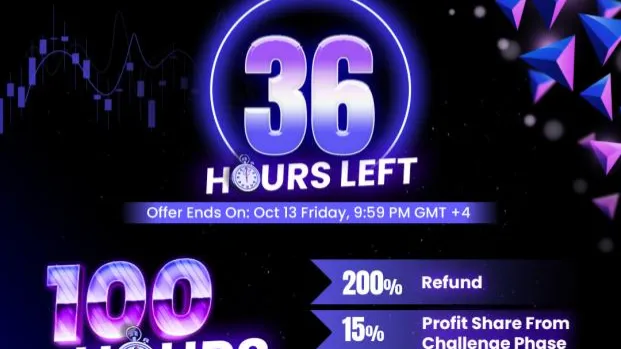 36
HOURS LEFT
Offer Ends On: Oct 13 Friday, 9:59 PM GMT +4
100
HOURS
200% Refund
15% Profit Share From
Challenge Phase